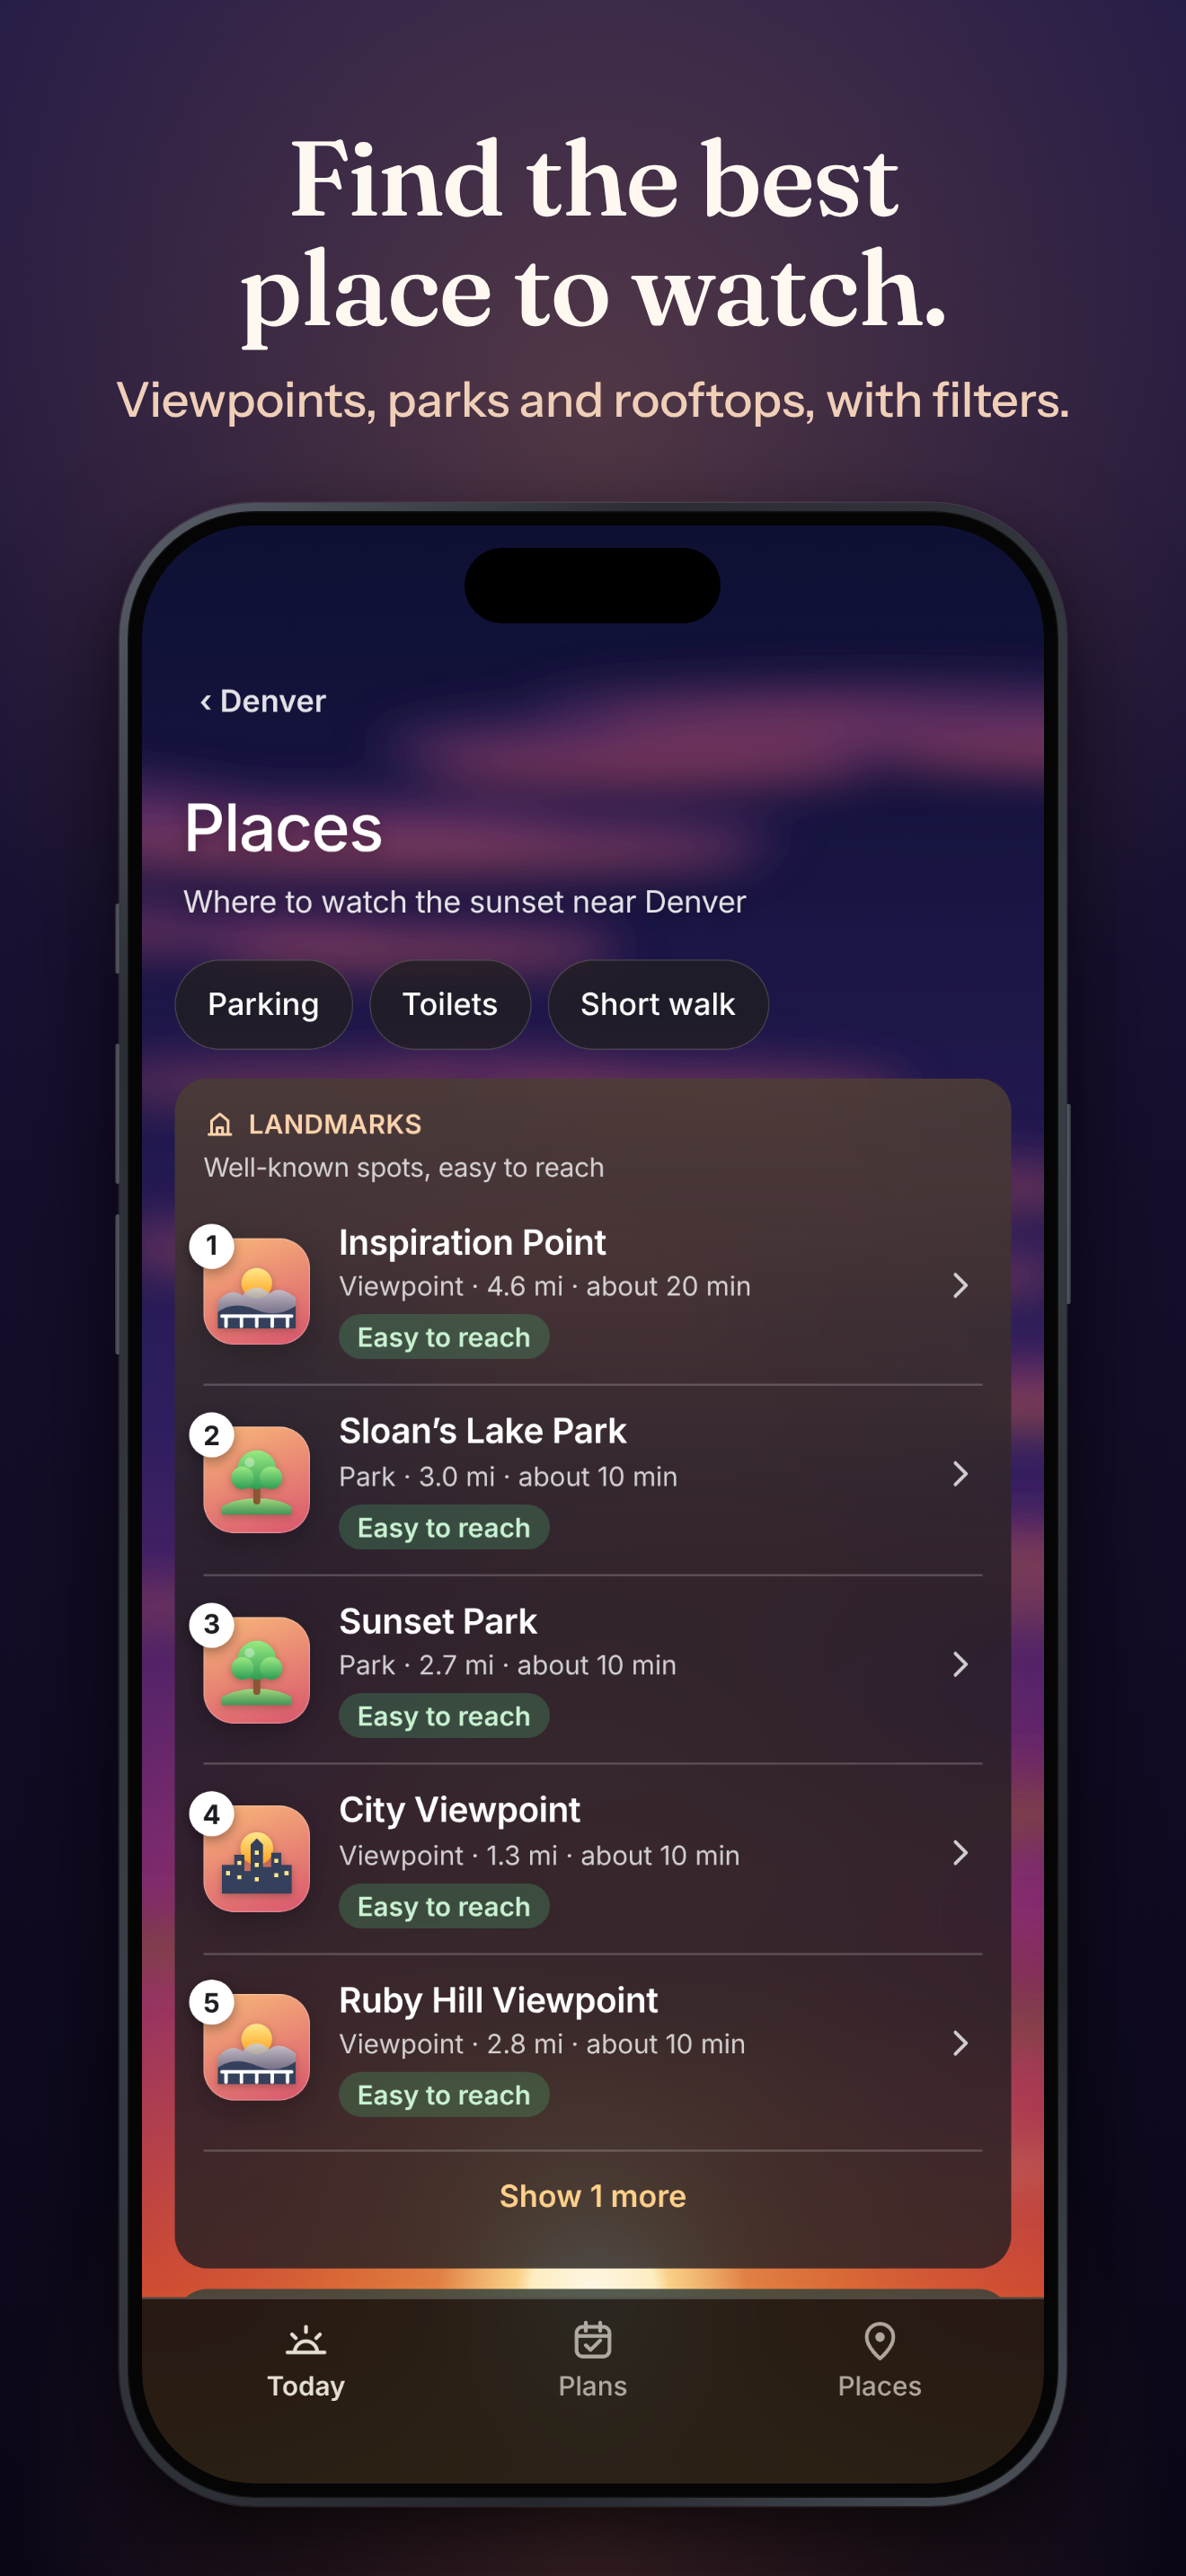 Find the best
place to watch.
Viewpoints, parks and rooftops, with filters.
‹ Denver
Places
Where to watch the sunset near Denver
Parking Toilets Short walk
LANDMARKS
Well-known spots, easy to reach
1
Inspiration Point
Viewpoint · 4.6 mi · about 20 min
Easy to reach
2
Sloan’s Lake Park
Park · 3.0 mi · about 10 min
Easy to reach
3
Sunset Park
Park · 2.7 mi · about 10 min
Easy to reach
4
City Viewpoint
Viewpoint · 1.3 mi · about 10 min
Easy to reach
5
Ruby Hill Viewpoint
Viewpoint · 2.8 mi · about 10 min
Easy to reach
Show 1 more
Today Plans Places